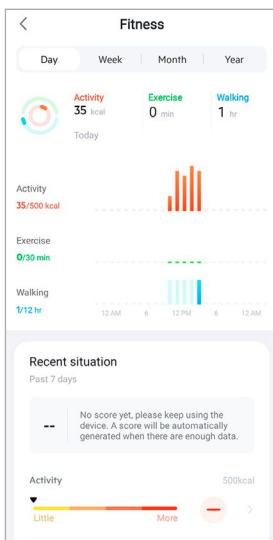 Fitness
Day Week Month Year
Activity Exercise Walking
35 kcal 0 min 1 hr
Today
Activity
35/500 kcal
Exercise
0/30 min
Walking
1/12 hr
12 AM 6 12 PM 6 12 AM
Recent situation
Past 7 days
No score yet, please keep using the
-- device. A score will be automatically
generated when there are enough data.
Activity 500kcal
Little More